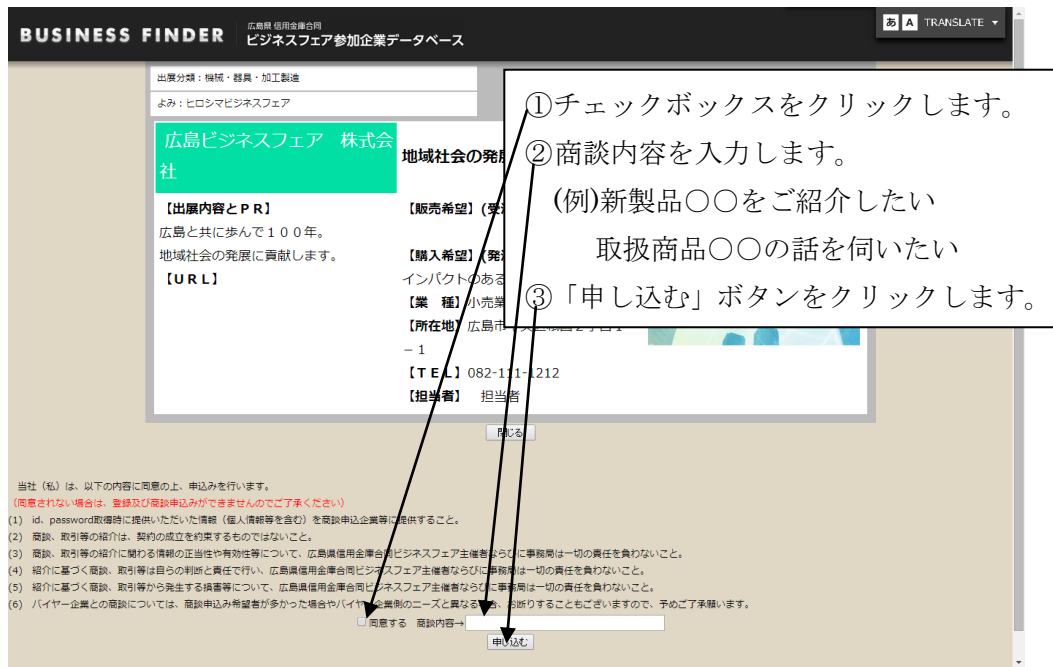 BUSINESS FINDER
広島県 信用金庫合同
ビジネスフェア参加企業データベース
あ A TRANSLATE ▼
出展分類：機械・器具・加工製造
よみ：ヒロシマビジネスフェア
広島ビジネスフェア　株式会
社
地域社会の発
【出展内容とＰＲ】
広島と共に歩んで１００年。
地域社会の発展に貢献します。
【ＵＲＬ】
【販売希望】(受
【購入希望】(発
インパクトのある
【業　種】小売業
【所在地】広島市
－１
【ＴＥＬ】082-111-1212
【担当者】　担当者
①チェックボックスをクリックします。
②商談内容を入力します。
(例)新製品〇〇をご紹介したい
取扱商品〇〇の話を伺いたい
③「申し込む」ボタンをクリックします。
閉じる
当社（私）は、以下の内容に同意の上、申込みを行います。
（同意されない場合は、登録及び商談申込みができませんのでご了承ください）
(1)　id、password取得時に提供いただいた情報（個人情報等を含む）を商談申込企業等に提供すること。
(2)　商談、取引等の紹介は、契約の成立を約束するものではないこと。
(3)　商談、取引等の紹介に関わる情報の正当性や有効性等について、広島県信用金庫合同ビジネスフェア主催者ならびに事務局は一切の責任を負わないこと。
(4)　紹介に基づく商談、取引等は自らの判断と責任で行い、広島県信用金庫合同ビジネスフェア主催者ならびに事務局は一切の責任を負わないこと。
(5)　紹介に基づく商談、取引等から発生する損害等について、広島県信用金庫合同ビジネスフェア主催者ならびに事務局は一切の責任を負わないこと。
(6)　バイヤー企業との商談については、商談申込み希望者が多かった場合やバイヤー企業側のニーズと異なる場合、お断りすることもございますので、予めご了承願います。
同意する　商談内容→
申し込む